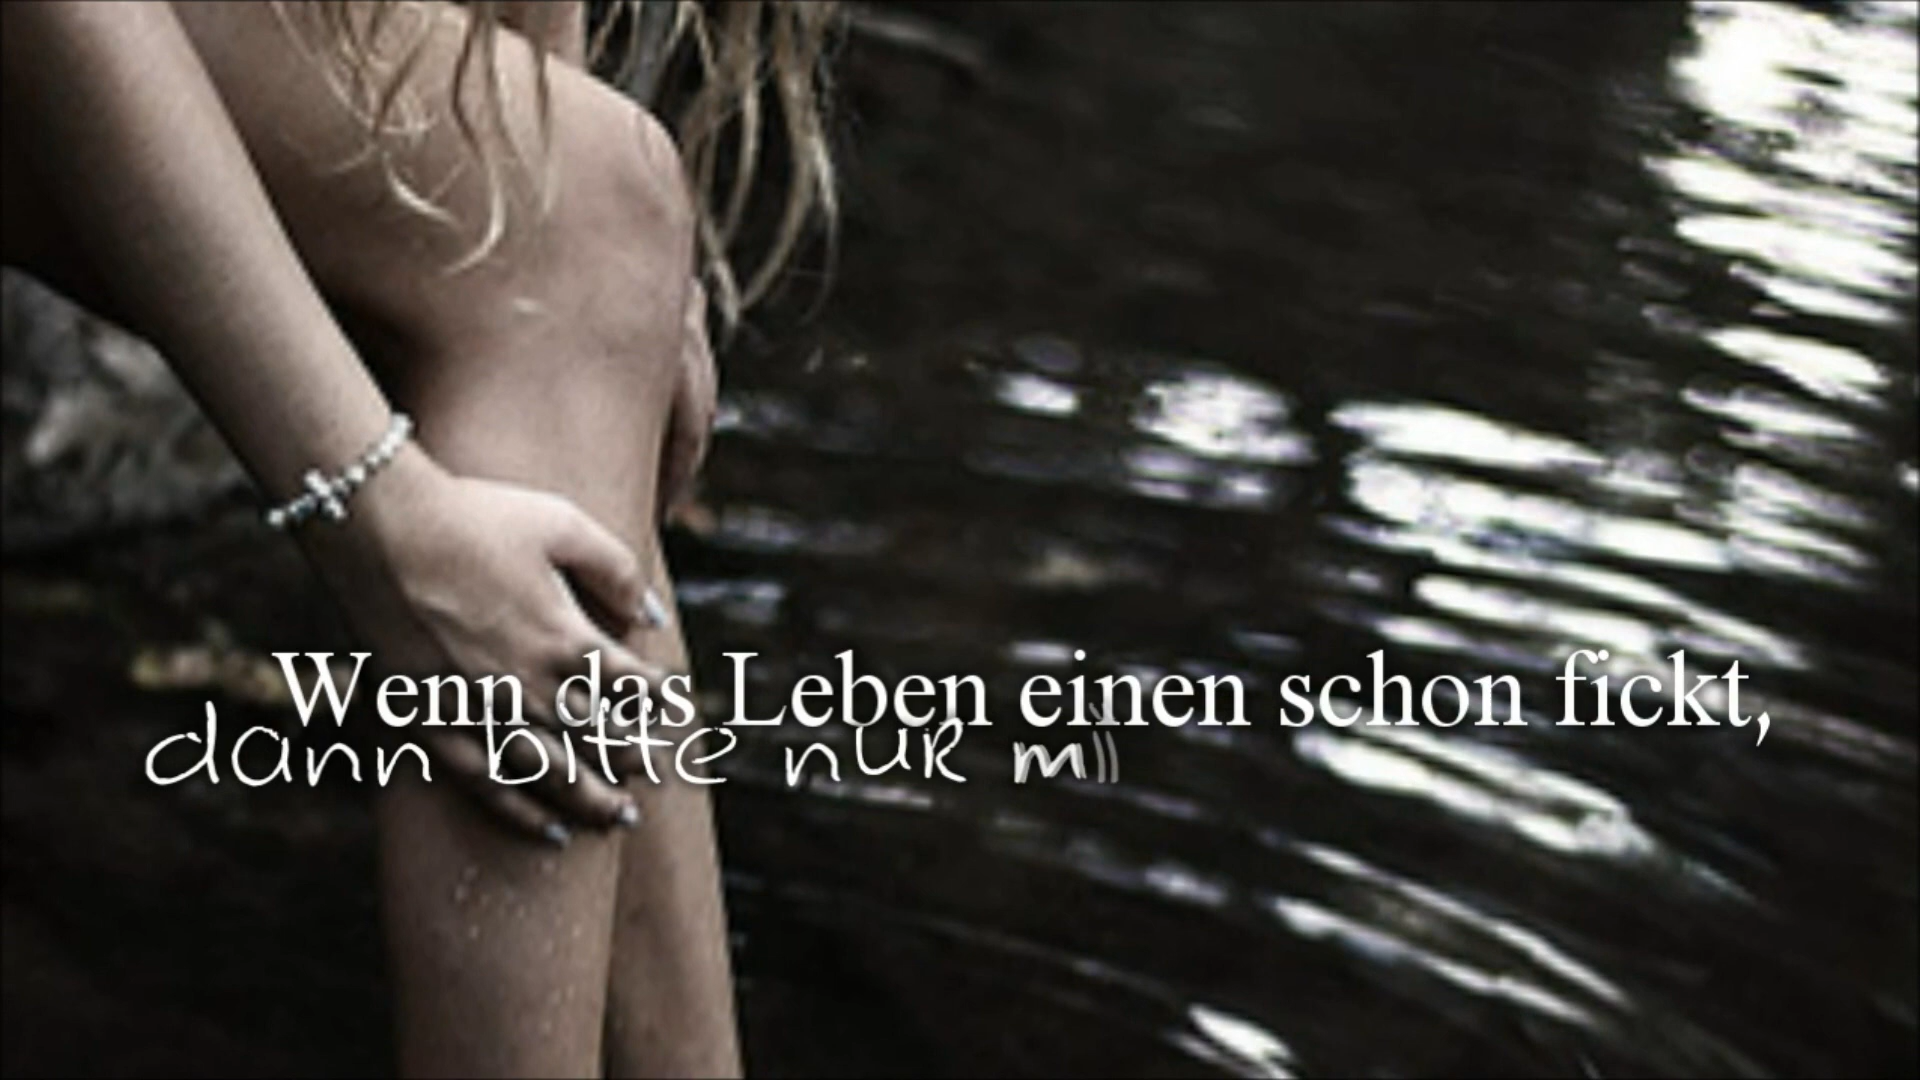 Wenn das Leben einen schon fickt,
dann bitte nur